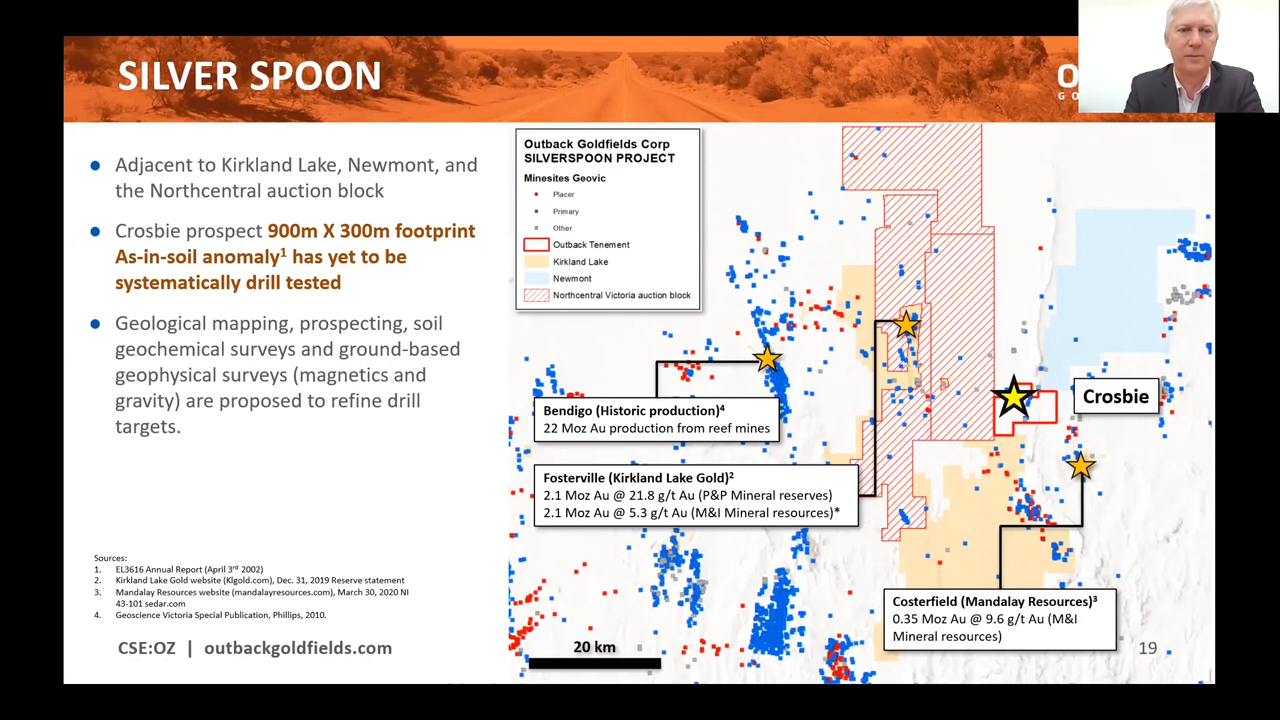 SILVER SPOON
O
G O
Adjacent to Kirkland Lake, Newmont, and
the Northcentral auction block
Crosbie prospect 900m X 300m footprint
As-in-soil anomaly1 has yet to be
systematically drill tested
Geological mapping, prospecting, soil
geochemical surveys and ground-based
geophysical surveys (magnetics and
gravity) are proposed to refine drill
targets.
Sources:
1. EL3616 Annual Report (April 3rd 2002)
2. Kirkland Lake Gold website (Klgold.com), Dec. 31, 2019 Reserve statement
3. Mandalay Resources website (mandalayresources.com), March 30, 2020 NI
43-101 sedar.com
4. Geoscience Victoria Special Publication, Phillips, 2010.
CSE:OZ | outbackgoldfields.com
Outback Goldfields Corp
SILVERSPOON PROJECT
Minesites Geovic
Placer
Primary
Other
Outback Tenement
Kirkland Lake
Newmont
Northcentral Victoria auction block
Crosbie
Bendigo (Historic production)4
22 Moz Au production from reef mines
Fosterville (Kirkland Lake Gold)2
2.1 Moz Au @ 21.8 g/t Au (P&P Mineral reserves)
2.1 Moz Au @ 5.3 g/t Au (M&I Mineral resources)*
Costerfield (Mandalay Resources)3
0.35 Moz Au @ 9.6 g/t Au (M&I
Mineral resources)
20 km
19